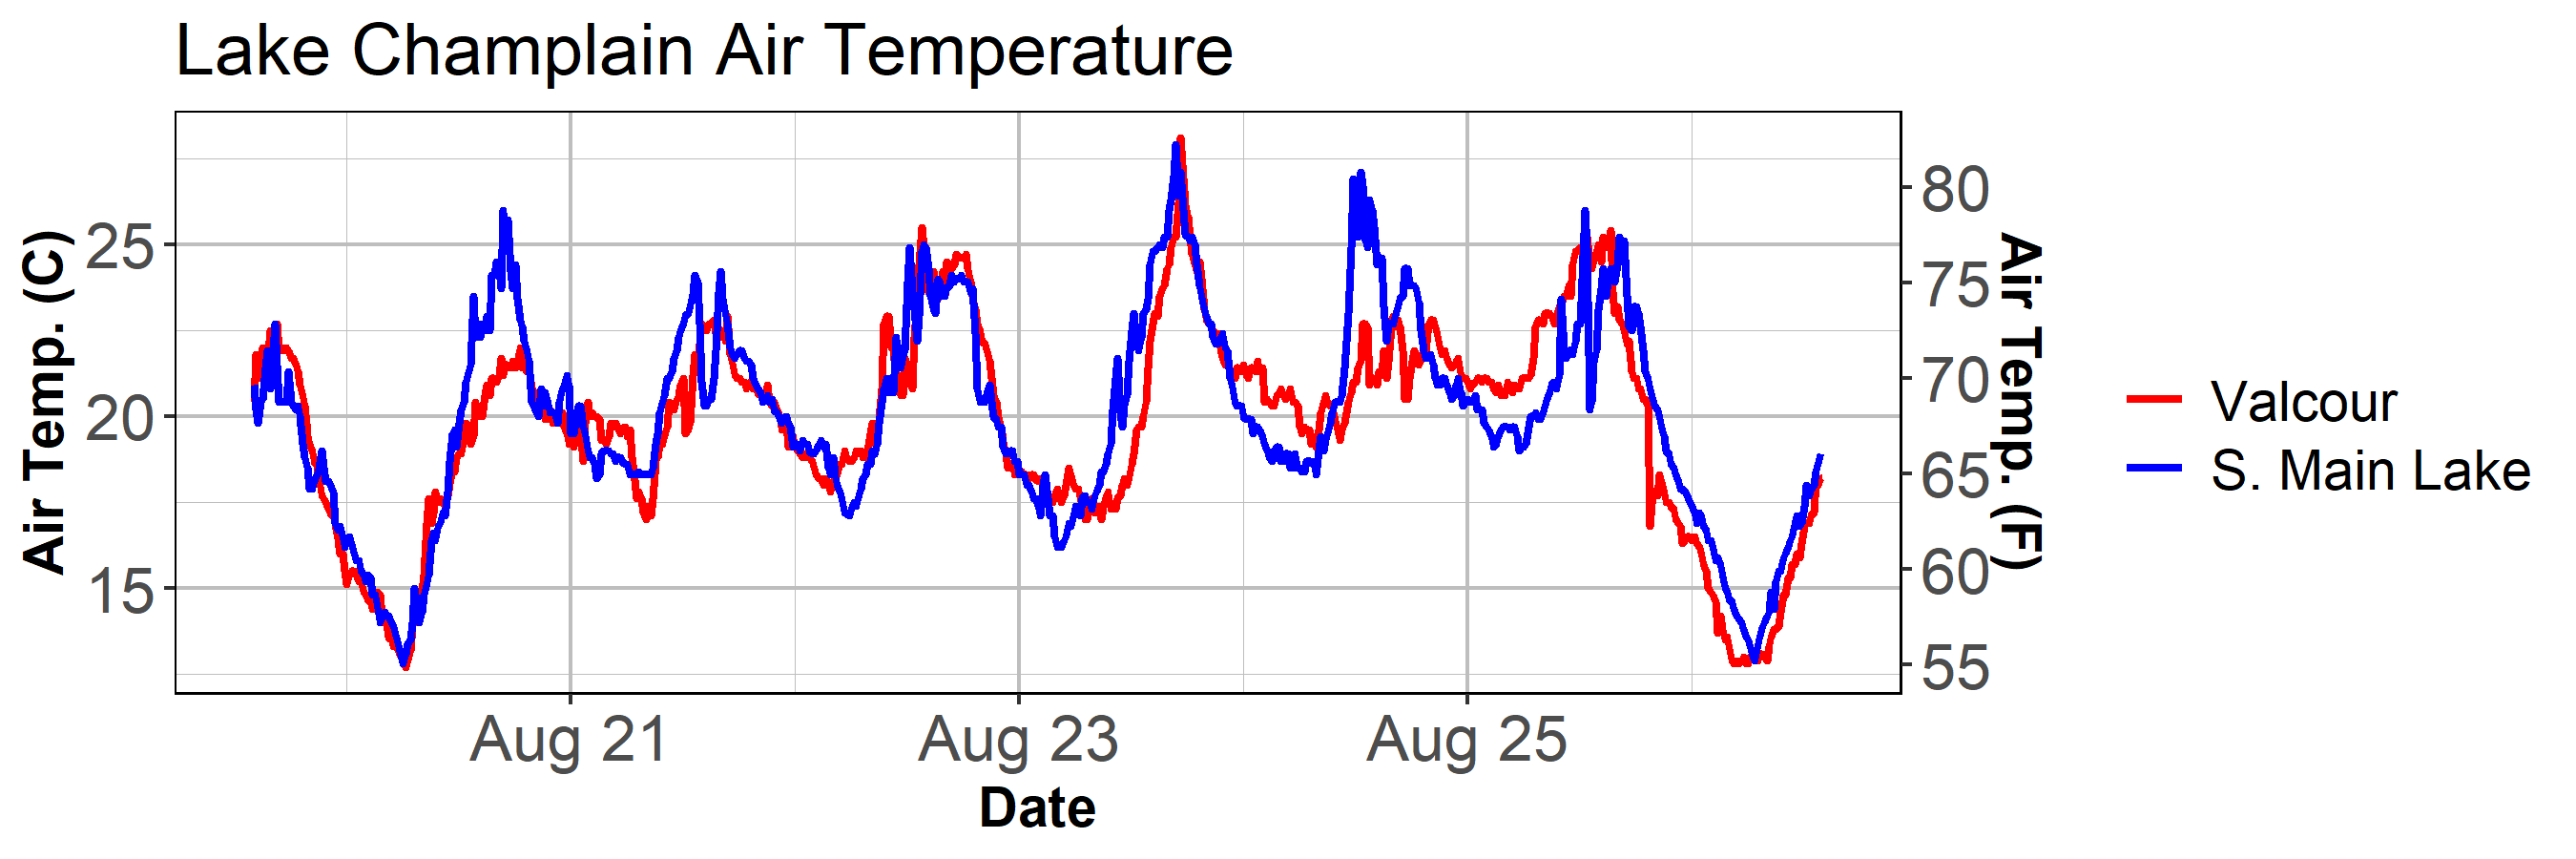 Lake Champlain Air Temperature
Air Temp. (C)
25
20
15
80
75
70
65
60
55
Air Temp. (F)
Aug 21
Aug 23
Aug 25
Date
Valcour
S. Main Lake